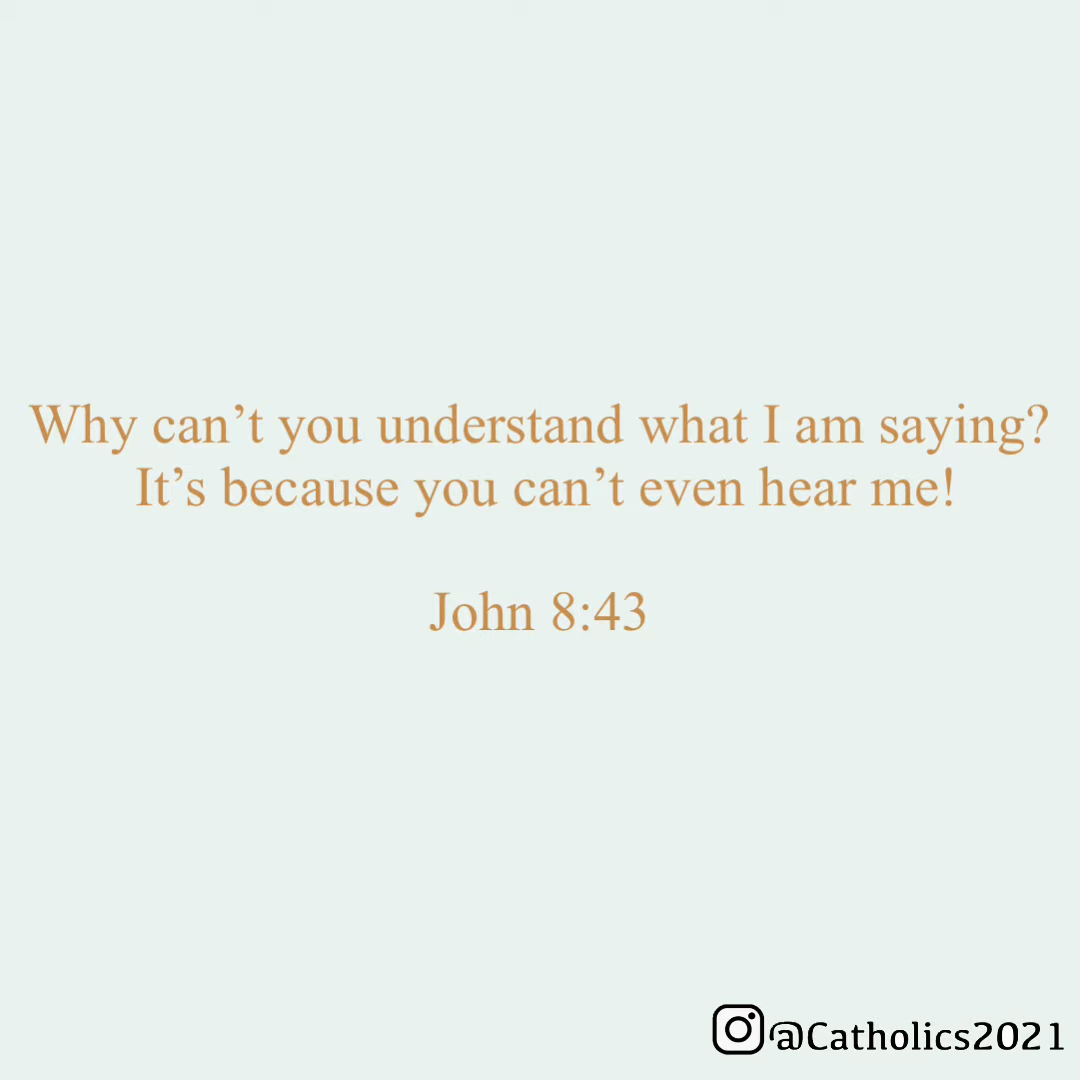 Why can’t you understand what I am saying?
It’s because you can’t even hear me!
John 8:43
@Catholics2021